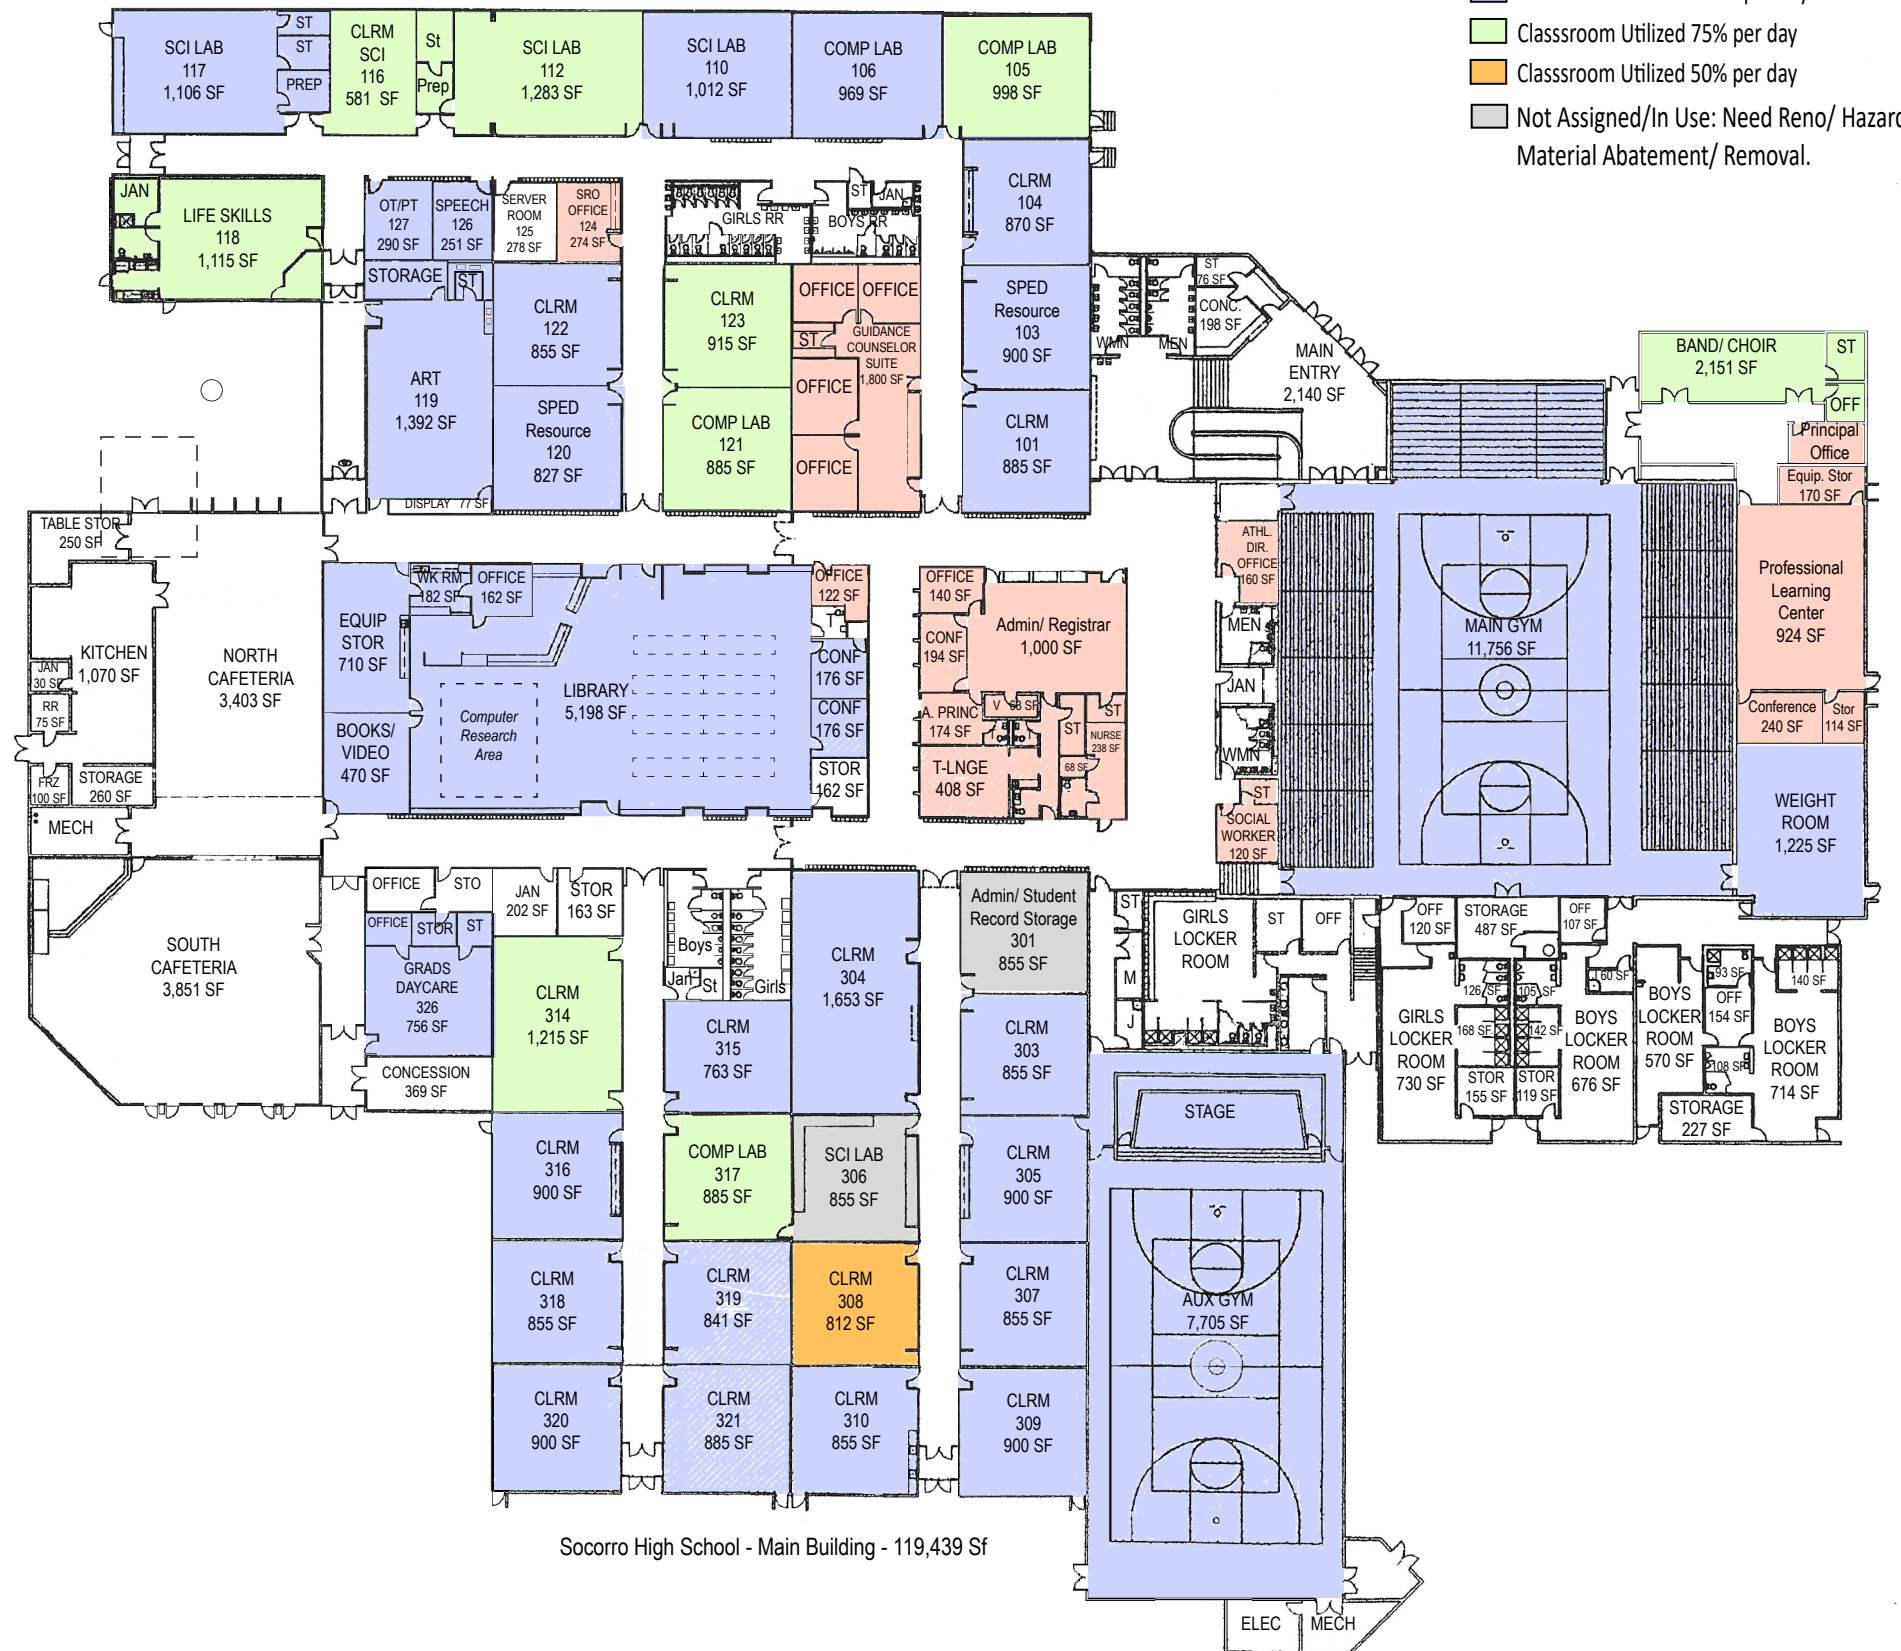 Classsroom Utilized 75% per day
Classsroom Utilized 50% per day
Not Assigned/In Use: Need Reno/ Hazard
Material Abatement/ Removal.
SCI LAB
117
1,106 SF
ST
ST
PREP
CLRM
SCI
116
581 SF
St
Prep
SCI LAB
112
1,283 SF
SCI LAB
110
1,012 SF
COMP LAB
106
969 SF
COMP LAB
105
998 SF
JAN
LIFE SKILLS
118
1,115 SF
OT/PT
127
290 SF
SPEECH
126
251 SF
SERVER
ROOM
125
278 SF
SRO
OFFICE
124
274 SF
GIRLS RR
BOYS RR
ST
JAN
CLRM
104
870 SF
STORAGE
ST
ART
119
1,392 SF
CLRM
122
855 SF
SPED
Resource
120
827 SF
DISPLAY 77 SF
CLRM
123
915 SF
COMP LAB
121
885 SF
OFFICE
OFFICE
ST
GUIDANCE
COUNSELOR
SUITE
1,800 SF
OFFICE
OFFICE
SPED
Resource
103
900 SF
CLRM
101
885 SF
WMN
MEN
ST
76 SF
CONC.
198 SF
MAIN
ENTRY
2,140 SF
BAND/ CHOIR
2,151 SF
ST
OFF
Principal
Office
Equip. Stor
170 SF
TABLE STOR
250 SF
KITCHEN
1,070 SF
JAN
30 SF
RR
75 SF
FRZ
100 SF
STORAGE
260 SF
MECH
NORTH
CAFETERIA
3,403 SF
EQUIP
STOR
710 SF
BOOKS/
VIDEO
470 SF
WK RM
182 SF
OFFICE
162 SF
LIBRARY
5,198 SF
Computer
Research
Area
OFFICE
122 SF
T
CONF
176 SF
CONF
176 SF
STOR
162 SF
OFFICE
140 SF
CONF
194 SF
Admin/ Registrar
1,000 SF
A. PRINC
174 SF
V
63 SF
T
ST
ST
NURSE
238 SF
68 SF
T-LNGE
408 SF
ATHL.
DIR.
OFFICE
160 SF
MEN
JAN
WMN
ST
SOCIAL
WORKER
120 SF
MAIN GYM
11,756 SF
Professional
Learning
Center
924 SF
Conference
240 SF
Stor
114 SF
WEIGHT
ROOM
1,225 SF
SOUTH
CAFETERIA
3,851 SF
OFFICE
STO
JAN
202 SF
STOR
163 SF
OFFICE
STOR
ST
GRADS
DAYCARE
326
756 SF
CONCESSION
369 SF
CLRM
314
1,215 SF
Boys
Jan
St
Girls
CLRM
315
763 SF
CLRM
304
1,653 SF
Admin/ Student
Record Storage
301
855 SF
CLRM
303
855 SF
ST
M
J
GIRLS
LOCKER
ROOM
ST
OFF
OFF
120 SF
STORAGE
487 SF
OFF
107 SF
GIRLS
LOCKER
ROOM
730 SF
126 SF
168 SF
STOR
155 SF
105 SF
142 SF
STOR
119 SF
60 SF
BOYS
LOCKER
ROOM
676 SF
BOYS
LOCKER
ROOM
570 SF
93 SF
OFF
154 SF
108 SF
140 SF
BOYS
LOCKER
ROOM
714 SF
STORAGE
227 SF
STAGE
CLRM
316
900 SF
COMP LAB
317
885 SF
SCI LAB
306
855 SF
CLRM
305
900 SF
CLRM
318
855 SF
CLRM
319
841 SF
CLRM
308
812 SF
CLRM
307
855 SF
AUX GYM
7,705 SF
CLRM
320
900 SF
CLRM
321
885 SF
CLRM
310
855 SF
CLRM
309
900 SF
Socorro High School - Main Building - 119,439 Sf
ELEC
MECH